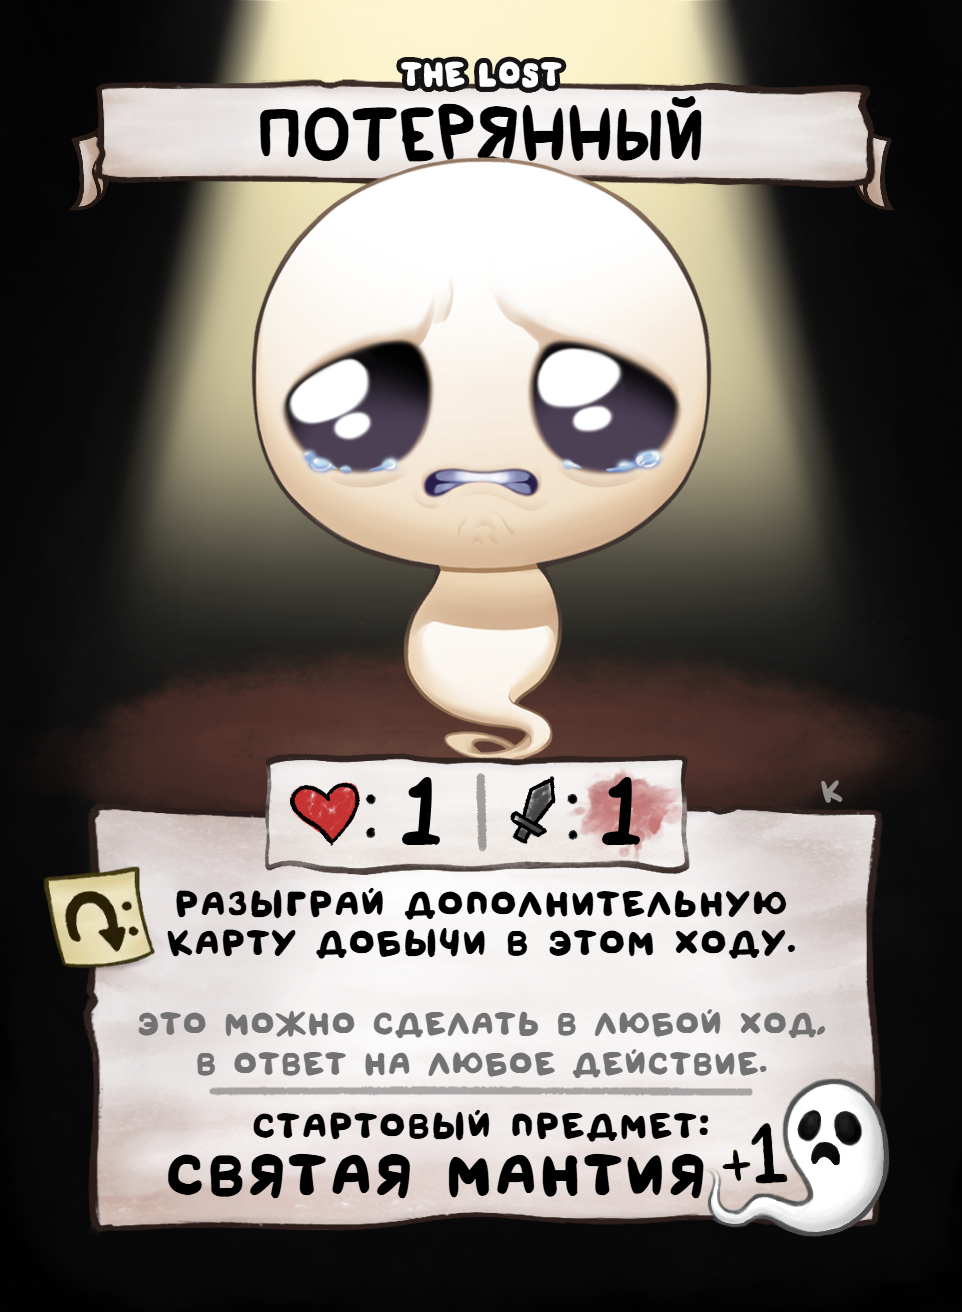 THE LOST
ПОТЕРЯННЫЙ
: 1 | : 1
K
РАЗЫГРАЙ ДОПОЛНИТЕЛЬНУЮ
КАРТУ ДОБЫЧИ В ЭТОМ ХОДУ.
ЭТО МОЖНО СДЕЛАТЬ В ЛЮБОЙ ХОД,
В ОТВЕТ НА ЛЮБОЕ ДЕЙСТВИЕ.
СТАРТОВЫЙ ПРЕДМЕТ:
СВЯТАЯ МАНТИЯ +1